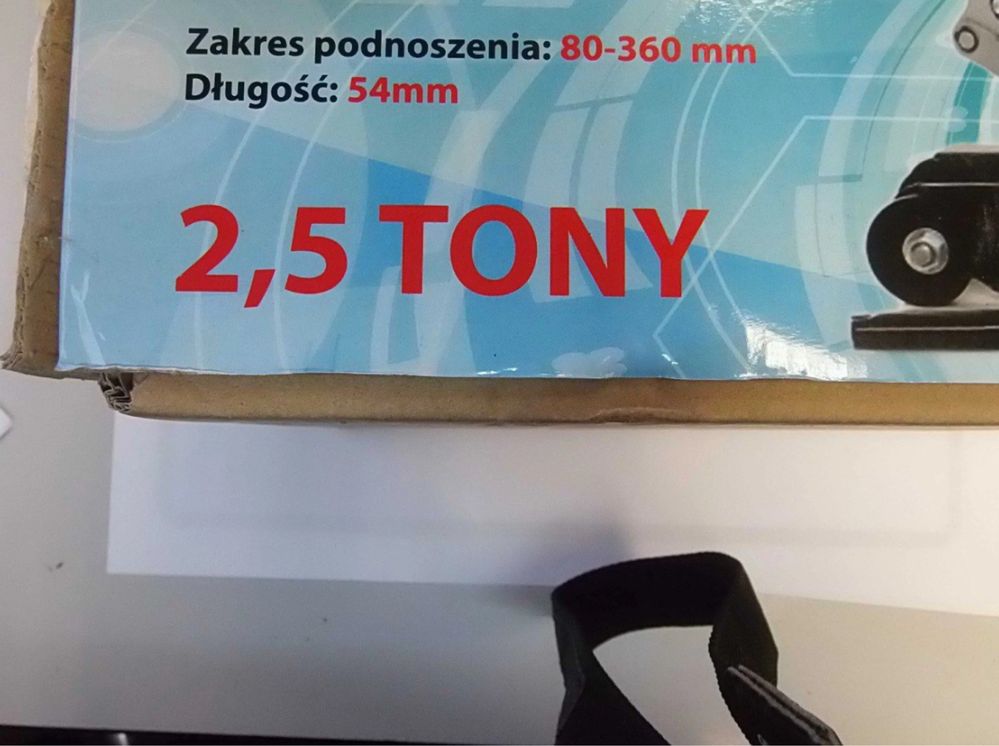 Zakres podnoszenia: 80-360 mm
Długość: 54mm
2,5 TONY